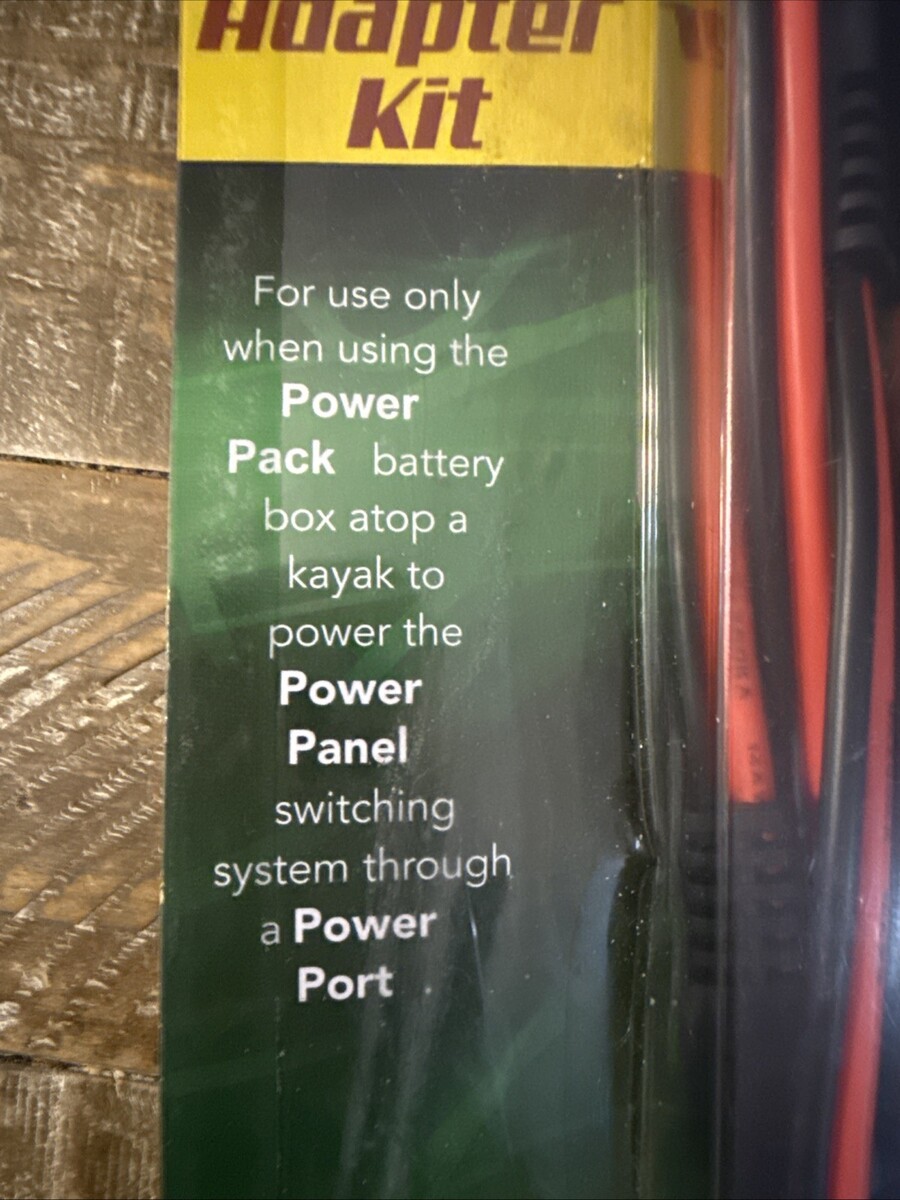 Adapter
Kit
For use only
when using the
Power
Pack battery
box atop a
kayak to
power the
Power
Panel
switching
system through
a Power
Port